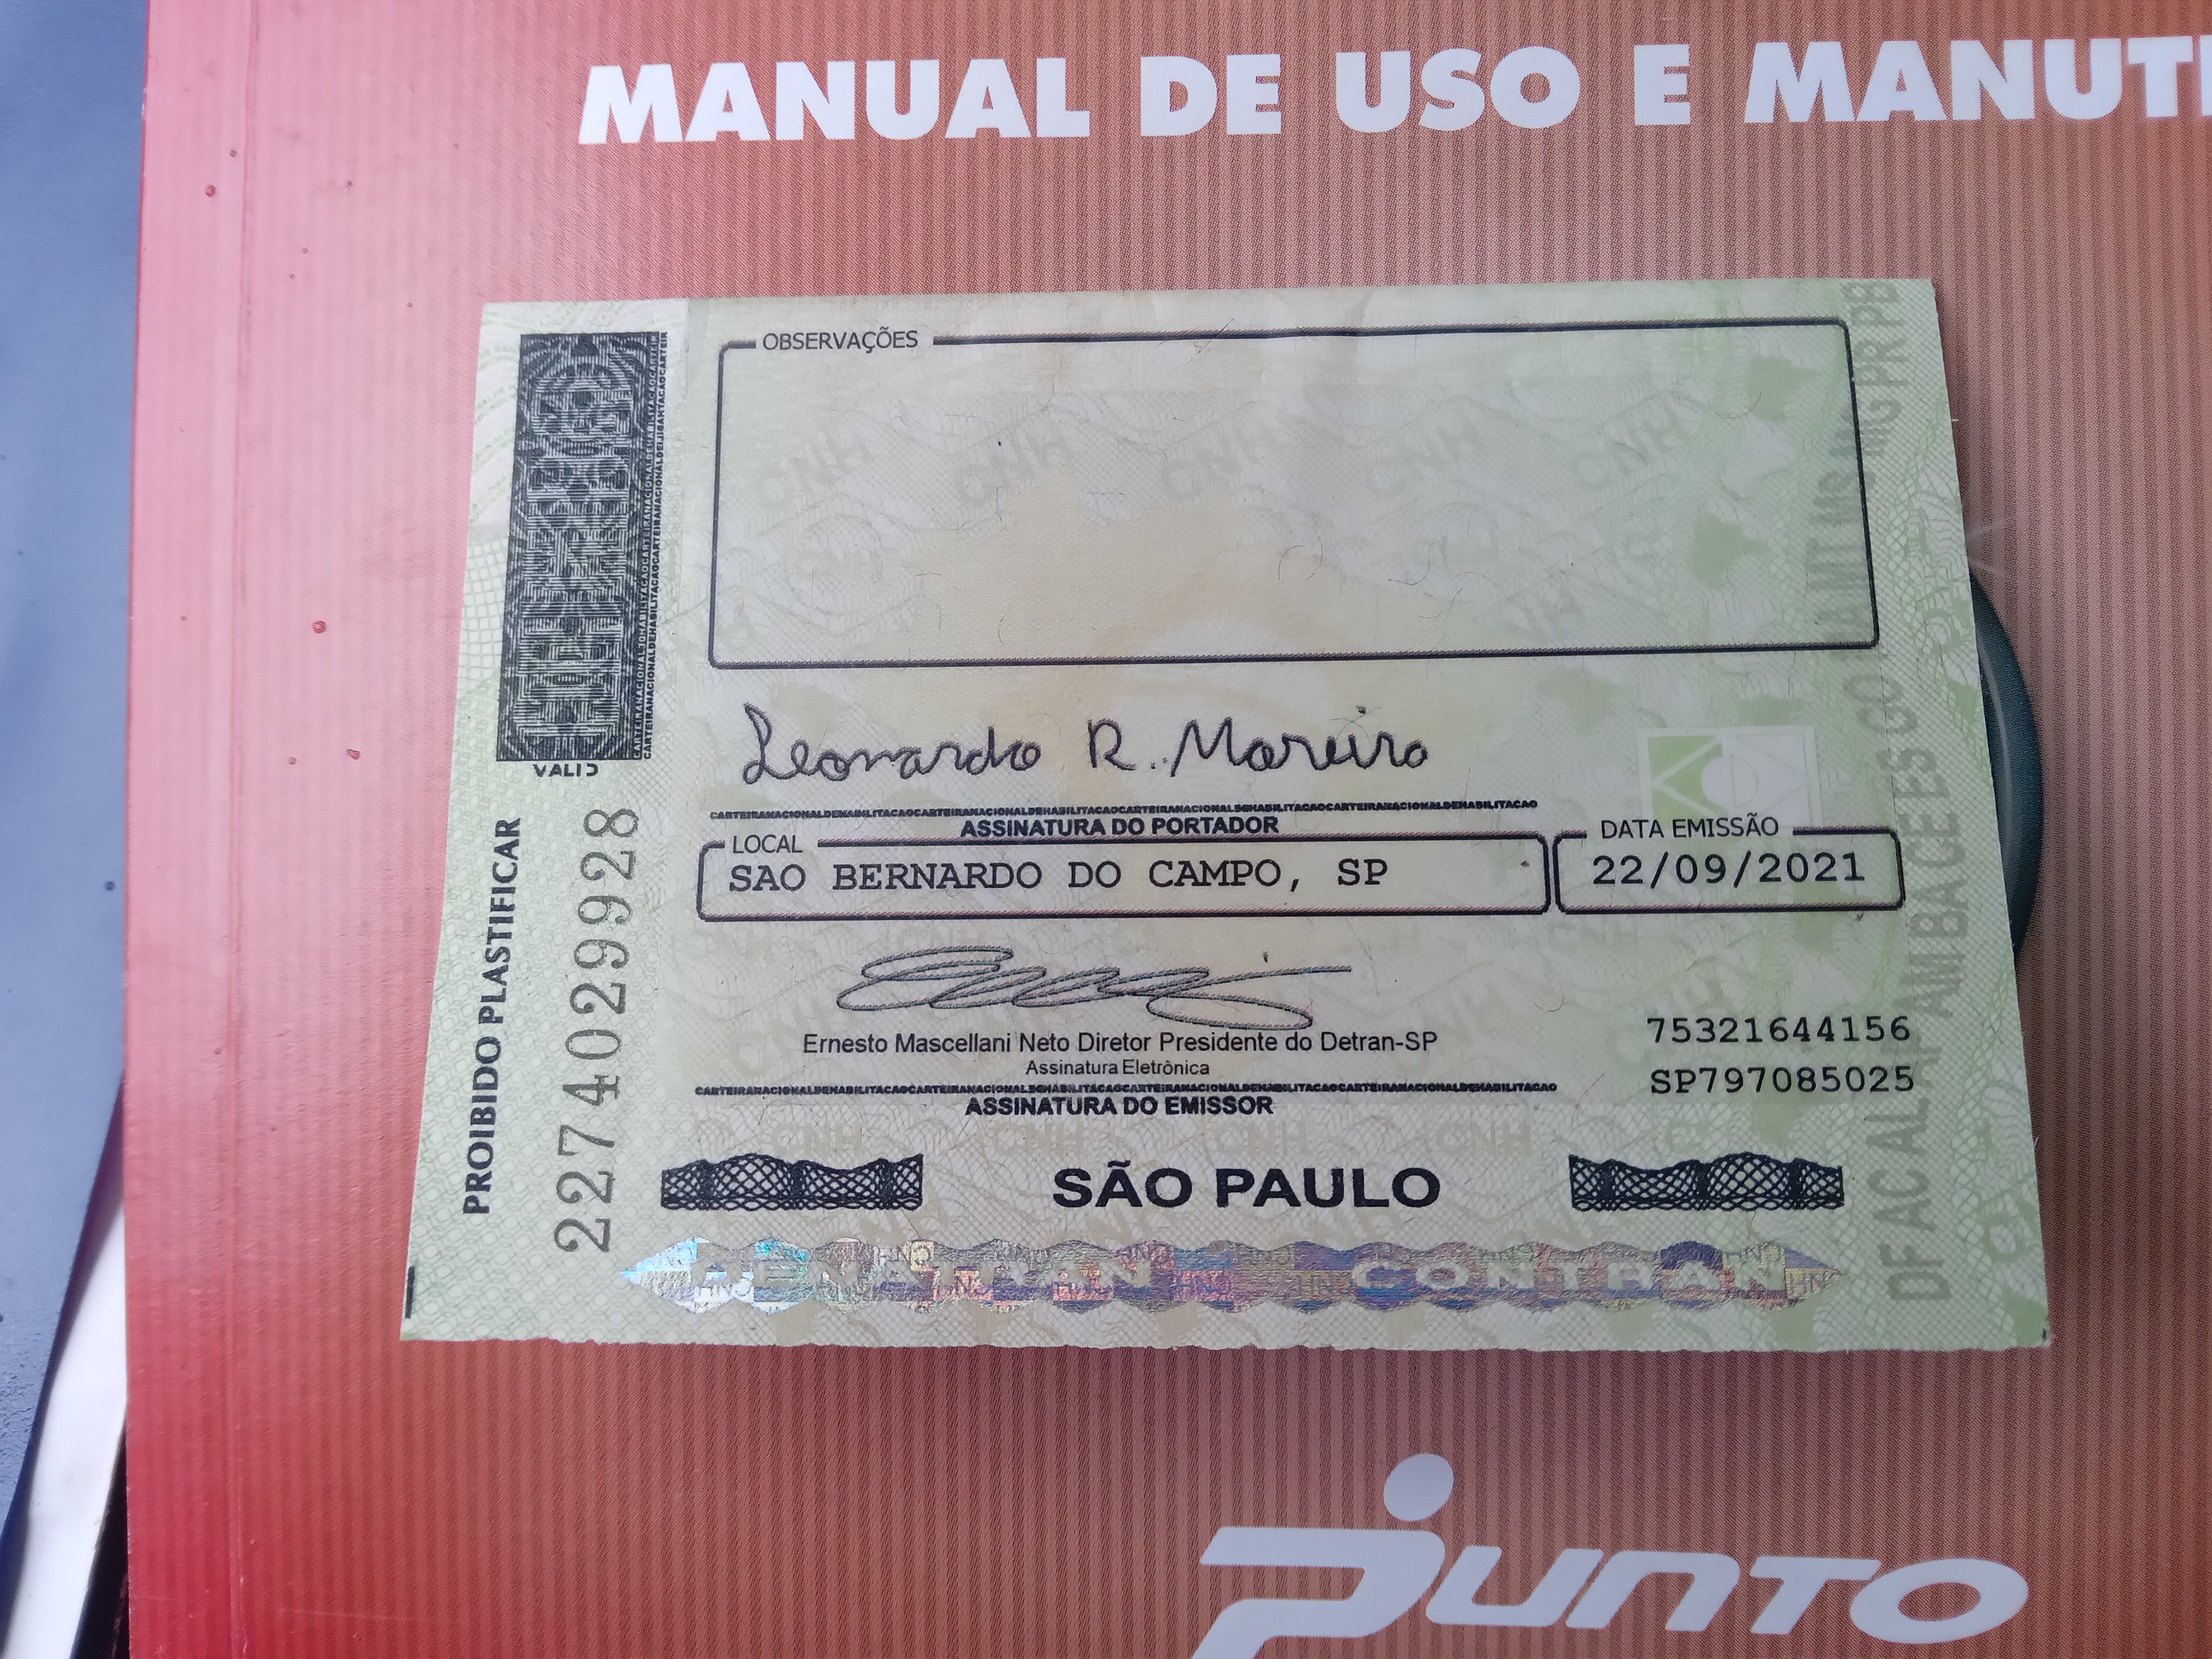 MANUAL DE USO E MANUT
OBSERVAÇÕES
VALID
PROIBIDO PLASTIFICAR
2274029928
Leonardo R. Moreira
ASSINATURA DO PORTADOR
LOCAL
SAO BERNARDO DO CAMPO, SP
DATA EMISSÃO
22/09/2021
Ernesto Mascellani Neto Diretor Presidente do Detran-SP
Assinatura Eletrônica
ASSINATURA DO EMISSOR
75321644156
SP797085025
SÃO PAULO
DENATRAN CONTRAN
PUNTO